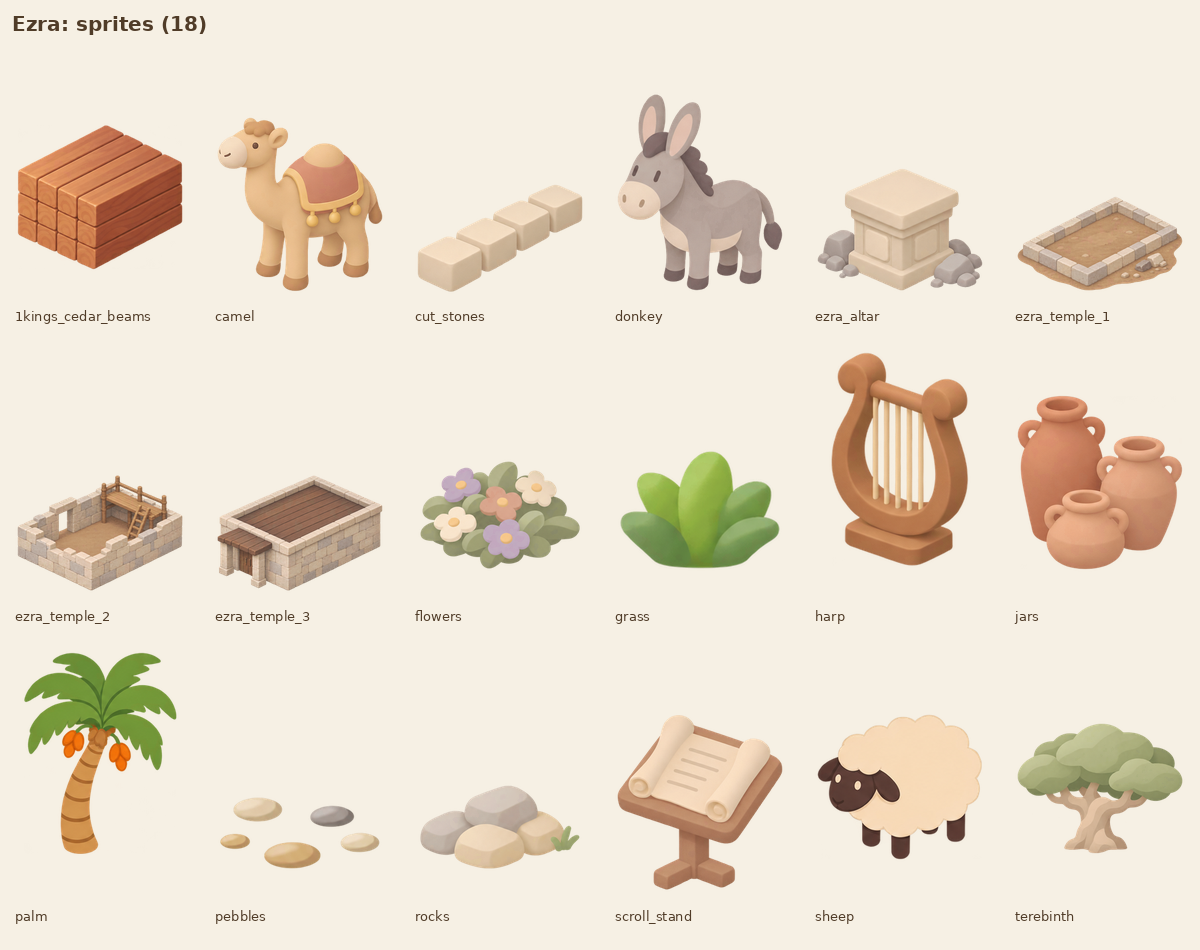 Ezra: sprites (18)
1kings_cedar_beams
camel
cut_stones
donkey
ezra_altar
ezra_temple_1
ezra_temple_2
ezra_temple_3
flowers
grass
harp
jars
palm
pebbles
rocks
scroll_stand
sheep
terebinth